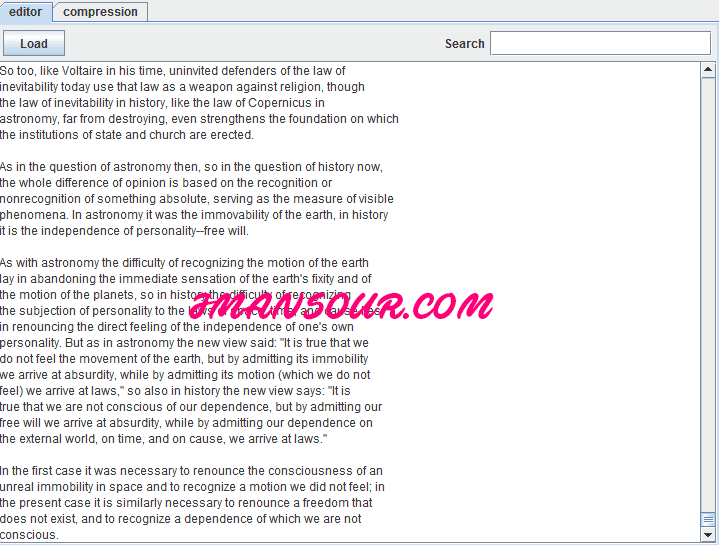 editor compression
Load Search
So too, like Voltaire in his time, uninvited defenders of the law of
inevitability today use that law as a weapon against religion, though
the law of inevitability in history, like the law of Copernicus in
astronomy, far from destroying, even strengthens the foundation on which
the institutions of state and church are erected.
As in the question of astronomy then, so in the question of history now,
the whole difference of opinion is based on the recognition or
nonrecognition of something absolute, serving as the measure of visible
phenomena. In astronomy it was the immovability of the earth, in history
it is the independence of personality--free will.
As with astronomy the difficulty of recognizing the motion of the earth
lay in abandoning the immediate sensation of the earth's fixity and of
the motion of the planets, so in history the difficulty of recognizing
JMANSOUR.COM
the subjection of personality to the laws of space, time, and cause lies
in renouncing the direct feeling of the independence of one's own
personality. But as in astronomy the new view said: "It is true that we
do not feel the movement of the earth, but by admitting its immobility
we arrive at absurdity, while by admitting its motion (which we do not
feel) we arrive at laws," so also in history the new view says: "It is
true that we are not conscious of our dependence, but by admitting our
free will we arrive at absurdity, while by admitting our dependence on
the external world, on time, and on cause, we arrive at laws."
In the first case it was necessary to renounce the consciousness of an
unreal immobility in space and to recognize a motion we did not feel; in
the present case it is similarly necessary to renounce a freedom that
does not exist, and to recognize a dependence of which we are not
conscious.